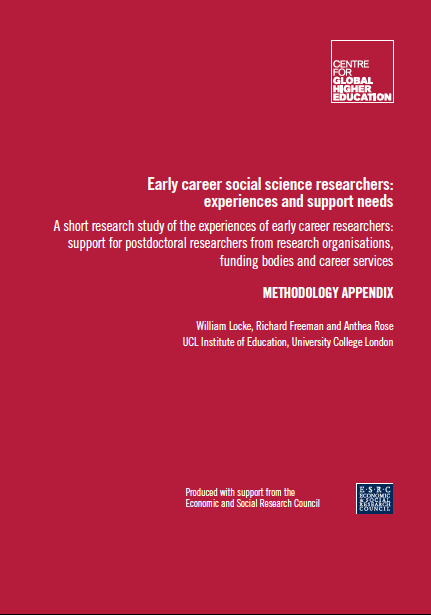 CENTRE
FOR
GLOBAL
HIGHER
EDUCATION
Early career social science researchers:
experiences and support needs
A short research study of the experiences of early career researchers:
support for postdoctoral researchers from research organisations,
funding bodies and career services
METHODOLOGY APPENDIX
William Locke, Richard Freeman and Anthea Rose
UCL Institute of Education, University College London
Produced with support from the
Economic and Social Research Council
E·S·R·C
ECONOMIC
& SOCIAL
RESEARCH
COUNCIL